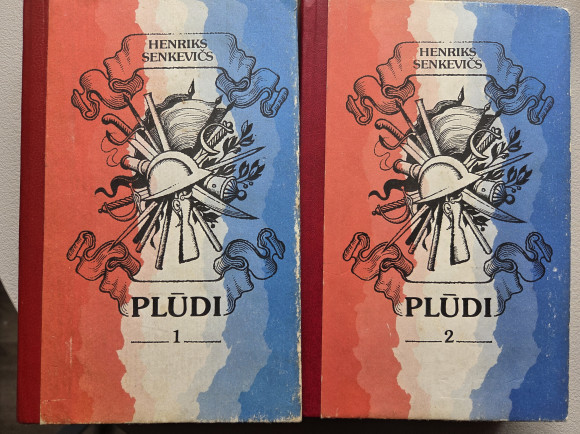 HENRIKS
SENKEVIČS
PLŪDI
1
HENRIKS
SENKEVIČS
PLŪDI
2